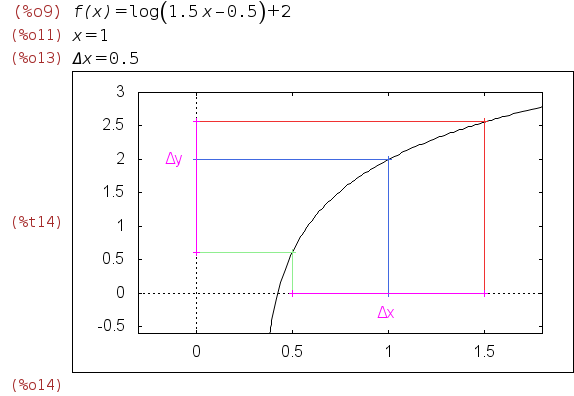 (%o9) f(x)=log(1.5x-0.5)+2
(%o11) x=1
(%o13) Δx=0.5
3
2.5
Δy 2
1.5
(%t14) 1
0.5
0
Δx
-0.5
0 0.5 1 1.5
(%o14)